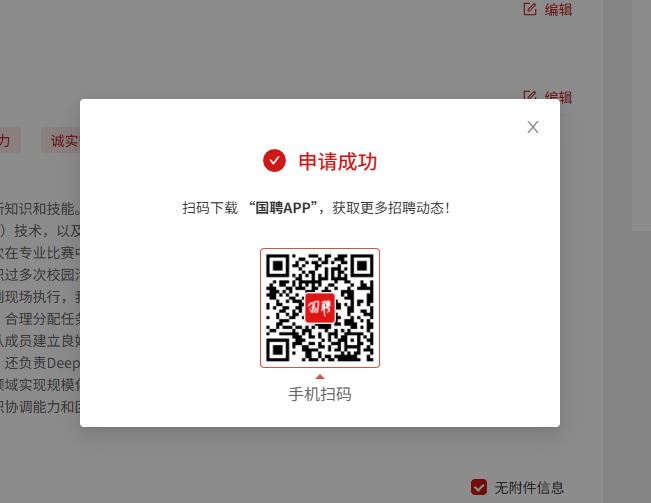 编辑
编辑
力
诚实
申请成功
扫码下载 “国聘APP”，获取更多招聘动态！
国聘
手机扫码
新知识和技能。
）技术，以及
次在专业比赛中
织过多次校园活
到现场执行，我
合理分配任务
队成员建立良好
还负责Deep
领域实现规模化
织协调能力和团
无附件信息